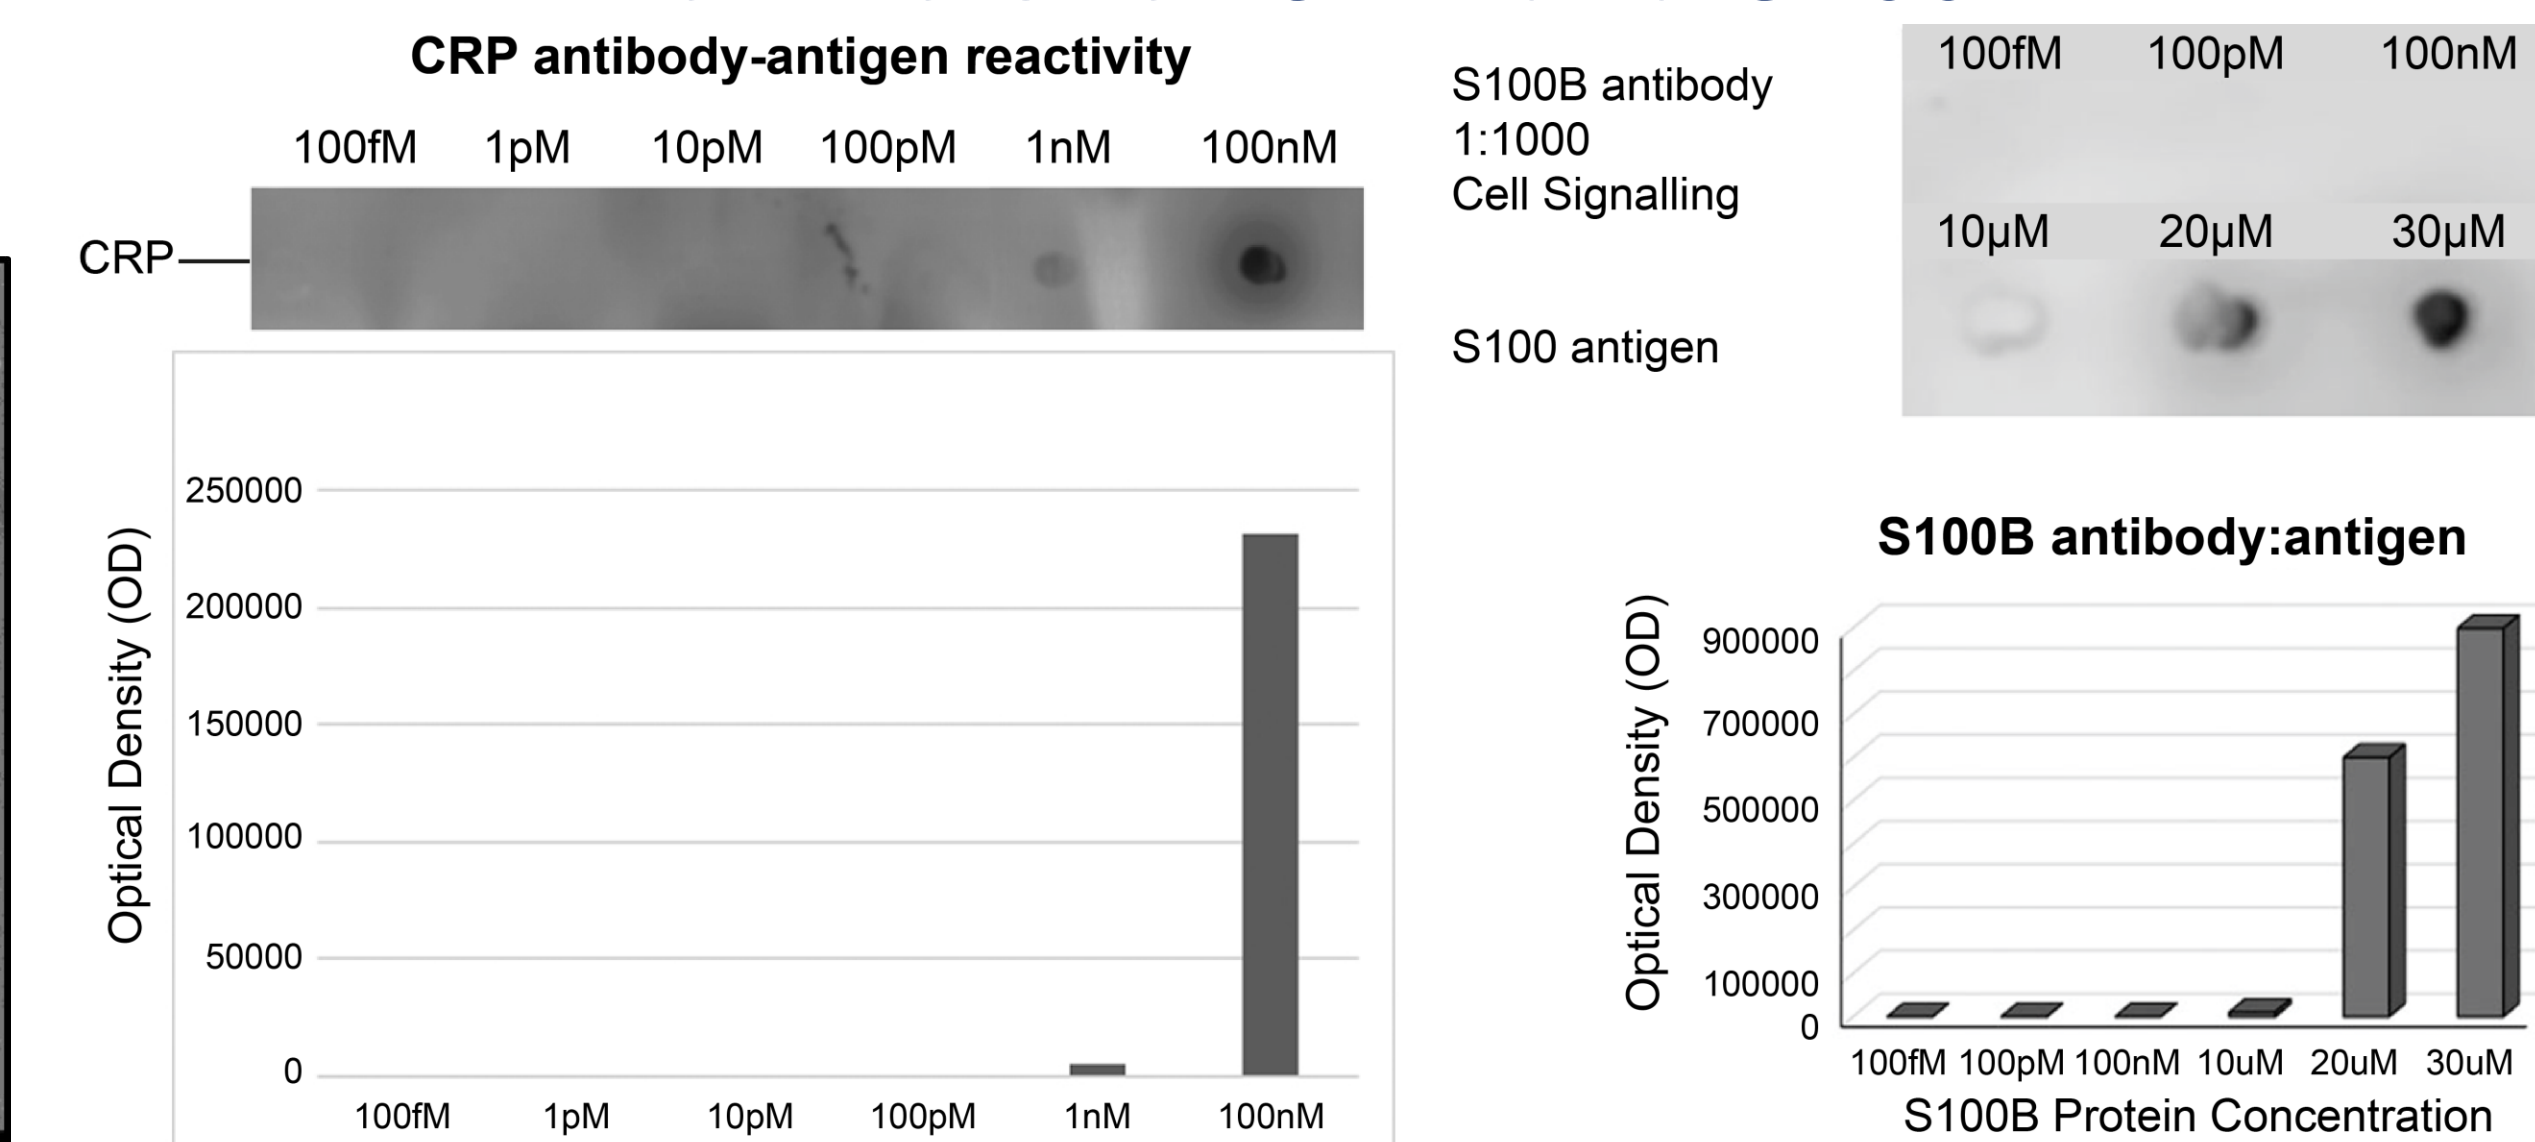 CRP antibody-antigen reactivity
100fM 1pM 10pM 100pM 1nM 100nM
CRP
Optical Density (OD)
250000
200000
150000
100000
50000
0
100fM 1pM 10pM 100pM 1nM 100nM
S100B antibody
1:1000
Cell Signalling
S100 antigen
100fM 100pM 100nM
10µM 20µM 30µM
S100B antibody:antigen
Optical Density (OD)
900000
700000
500000
300000
100000
0
100fM 100pM 100nM 10uM 20uM 30uM
S100B Protein Concentration